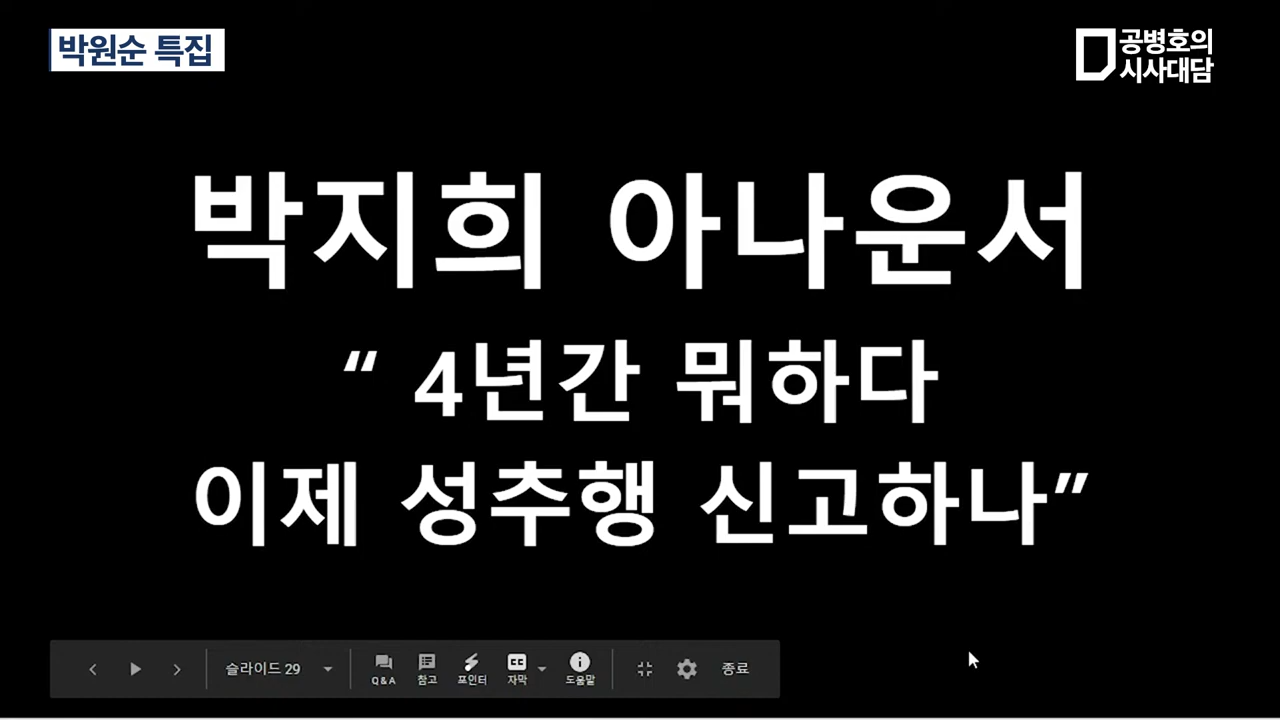 박원순 특집
공병호의
시사대담
박지희 아나운서
“ 4년간 뭐하다
이제 성추행 신고하나”
슬라이드 29
Q&A
참고
포인터
CC
자막
도움말
종료